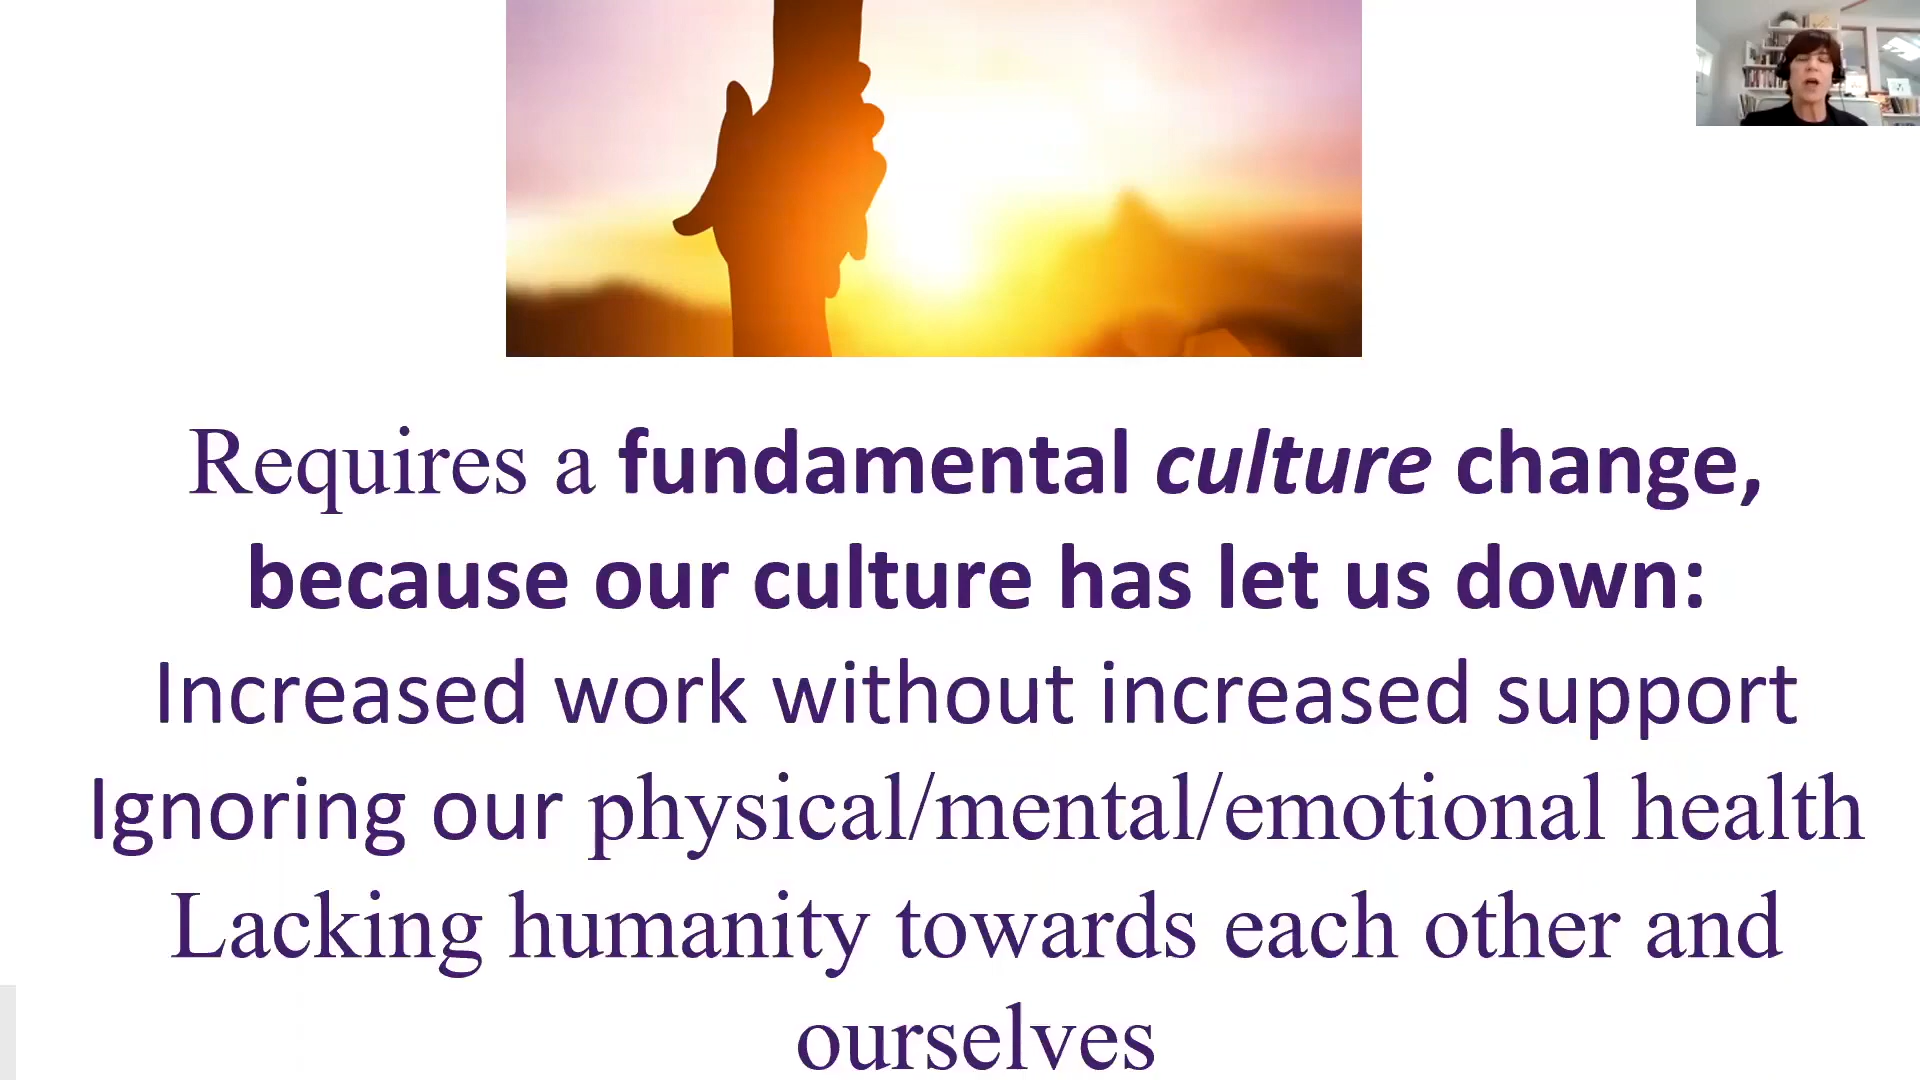 Requires a fundamental culture change,
because our culture has let us down:
Increased work without increased support
Ignoring our physical/mental/emotional health
Lacking humanity towards each other and
ourselves